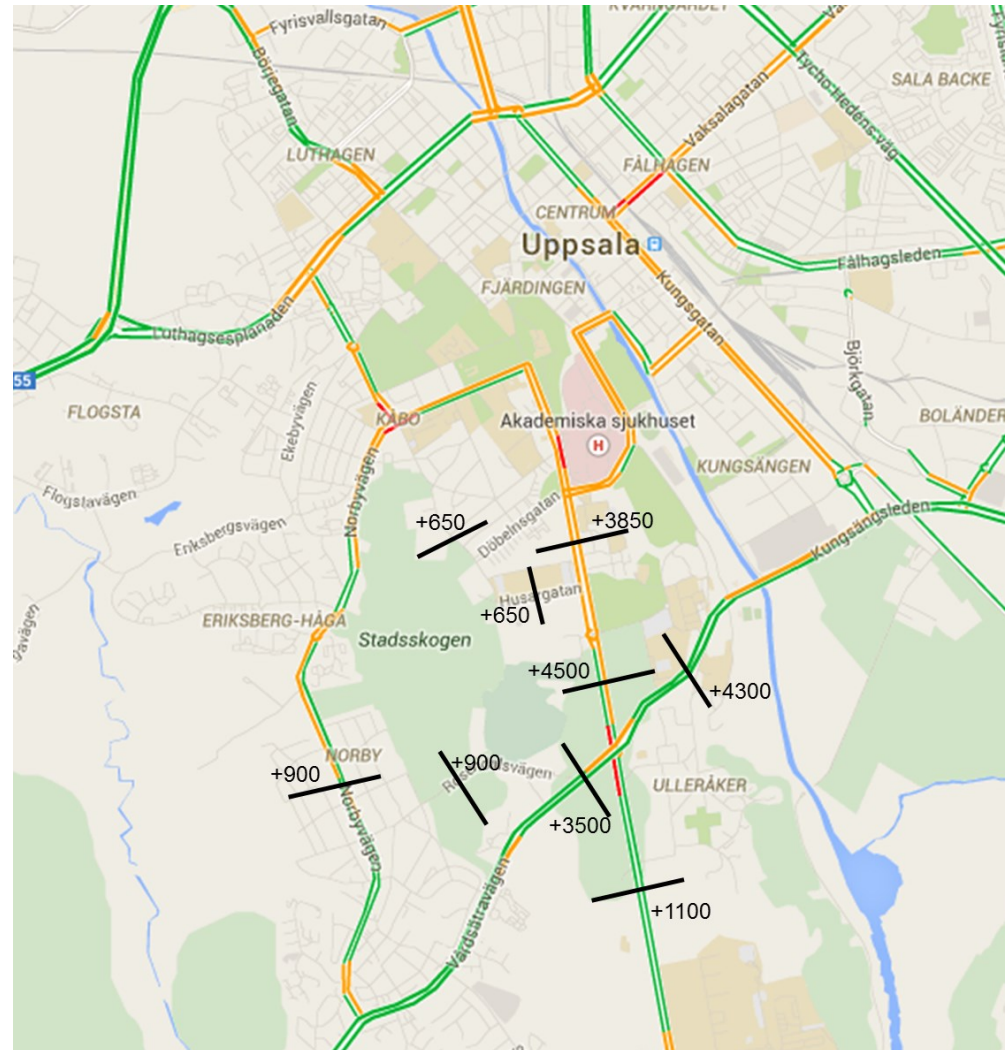 Fyrisvallsgatan
Börjegatan
SALA BACKE
Tycho Hedéns väg
Vaksalagatan
LUTHAGEN
FÅLHAGEN
CENTRUM
Uppsala
Fålhagsleden
FJÄRDINGEN
Kungsgatan
Luthagsesplanaden
55
Björkgatan
FLOGSTA
Ekebyvägen
KÅBO
Akademiska sjukhuset
H
BOLÄNDER
KUNGSÄNGEN
Norbyvägen
Flogstavägen
Eriksbergsvägen
Döbelnsgatan
Kungsängsleden
+650
+3850
Husargatan
+650
ERIKSBERG-HÅGA
Stadsskogen
+4500
+4300
NORBY
+900
+900
ULLERÅKER
Norbyvägen
+3500
Vårdsätravägen
+1100